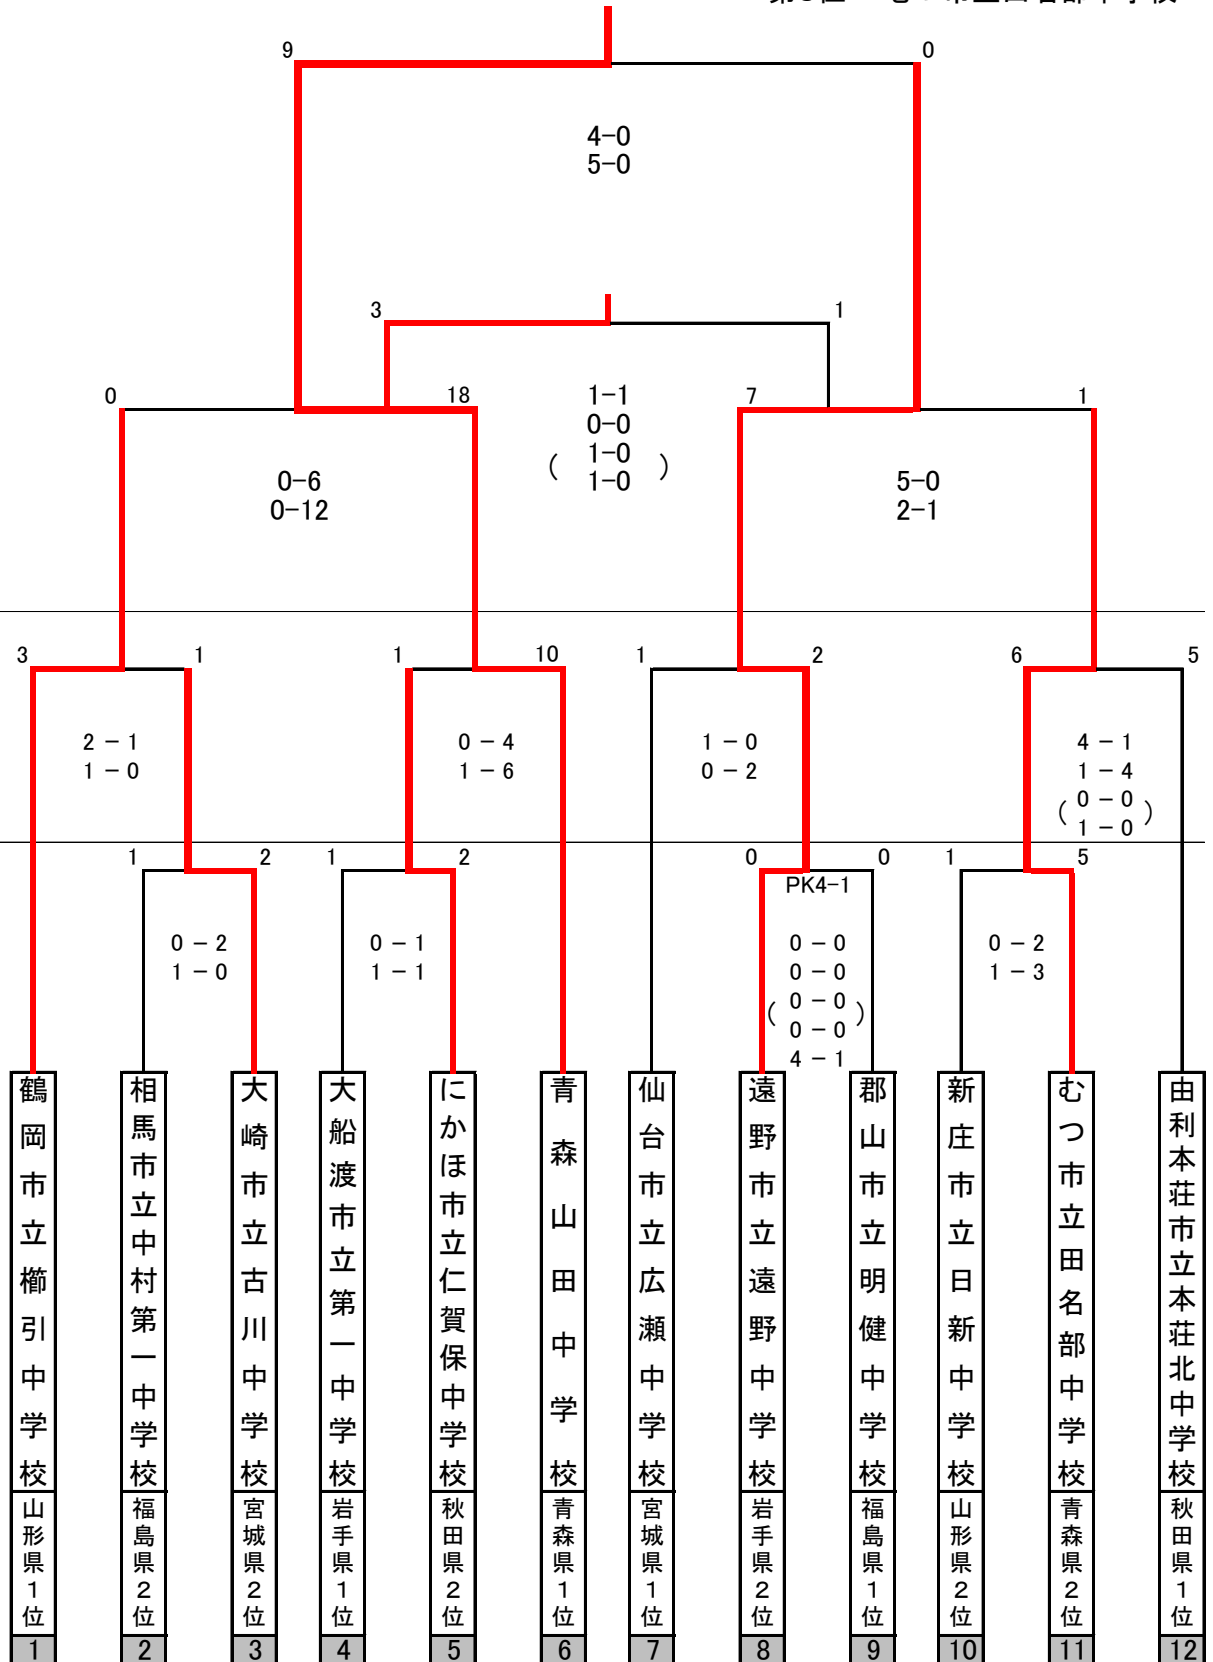 9 0
4-0
5-0
3 1
0 18 7 1
1-1
0-0
( 1-0 )
1-0
0-6
0-12
5-0
2-1
3 1 1 10 1 2 6 5
2 - 1
1 - 0
0 - 4
1 - 6
1 - 0
0 - 2
4 - 1
1 - 4
( 0 - 0 )
1 - 0
1 2 1 2 0 0 1 5
PK4-1
0 - 2
1 - 0
0 - 1
1 - 1
0 - 0
0 - 0
( 0 - 0 )
0 - 0
4 - 1
0 - 2
1 - 3
鶴岡市立櫛引中学校
山形県1位
1
相馬市立中村第一中学校
福島県2位
2
大崎市立古川中学校
宮城県2位
3
大船渡市立第一中学校
岩手県1位
4
にかほ市立仁賀保中学校
秋田県2位
5
青森山田中学校
青森県1位
6
仙台市立広瀬中学校
宮城県1位
7
遠野市立遠野中学校
岩手県2位
8
郡山市立明健中学校
福島県1位
9
新庄市立日新中学校
山形県2位
10
むつ市立田名部中学校
青森県2位
11
由利本荘市立本荘北中学校
秋田県1位
12